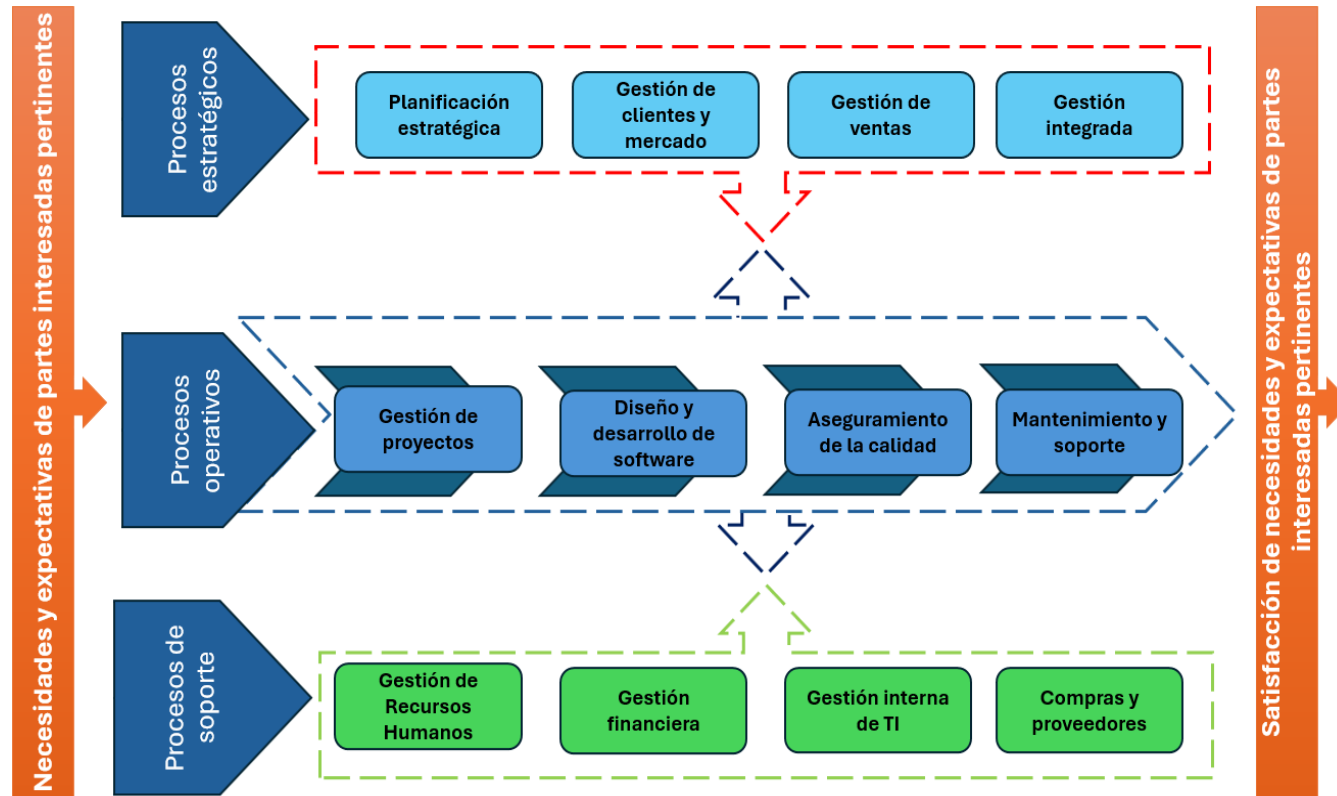 Necesidades y expectativas de partes interesadas pertinentes
Procesos
estratégicos
Planificación
estratégica
Gestión de
clientes y
mercado
Gestión de
ventas
Gestión
integrada
Procesos
operativos
Gestión de
proyectos
Diseño y
desarrollo de
software
Aseguramiento
de la calidad
Mantenimiento y
soporte
Procesos de
soporte
Gestión de
Recursos
Humanos
Gestión
financiera
Gestión interna
de TI
Compras y
proveedores
Satisfacción de necesidades y expectativas de partes
interesadas pertinentes